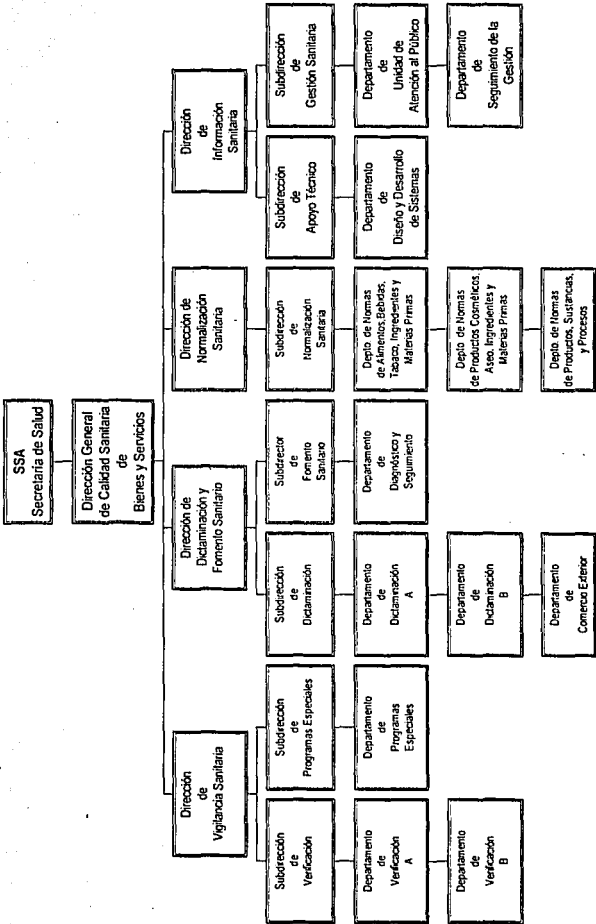 SSA
Secretaría de Salud
Dirección General
de Calidad Sanitaria
de
Bienes y Servicios
Dirección
de
Vigilancia Sanitaria
Dirección de
Dictaminación y
Fomento Sanitario
Dirección de
Normalización
Sanitaria
Dirección
de
Información
Sanitaria
Subdirección
de
Verificación
Subdirección
de
Programas Especiales
Subdirección
de
Dictaminación
Subdirector
de
Fomento
Sanitario
Subdirección
de
Normalización
Sanitaria
Subdirección
de
Apoyo Técnico
Subdirección
de
Gestión Sanitaria
Departamento
de
Verificación
A
Departamento
de
Programas
Especiales
Departamento
de
Dictaminación
A
Departamento
de
Diagnóstico y
Seguimiento
Depto. de Normas
de Alimentos, Bebidas,
Tabaco, Ingredientes y
Materias Primas
Departamento
de
Diseño y Desarrollo
de Sistemas
Departamento
de
Unidad de
Atención al Público
Departamento
de
Verificación
B
Departamento
de
Dictaminación
B
Depto. de Normas
de Productos Cosméticos,
Aseo, Ingredientes y
Materias Primas
Departamento
de
Seguimiento de la
Gestión
Departamento
de
Comercio Exterior
Depto. de Normas
de Productos, Sustancias,
y Procesos